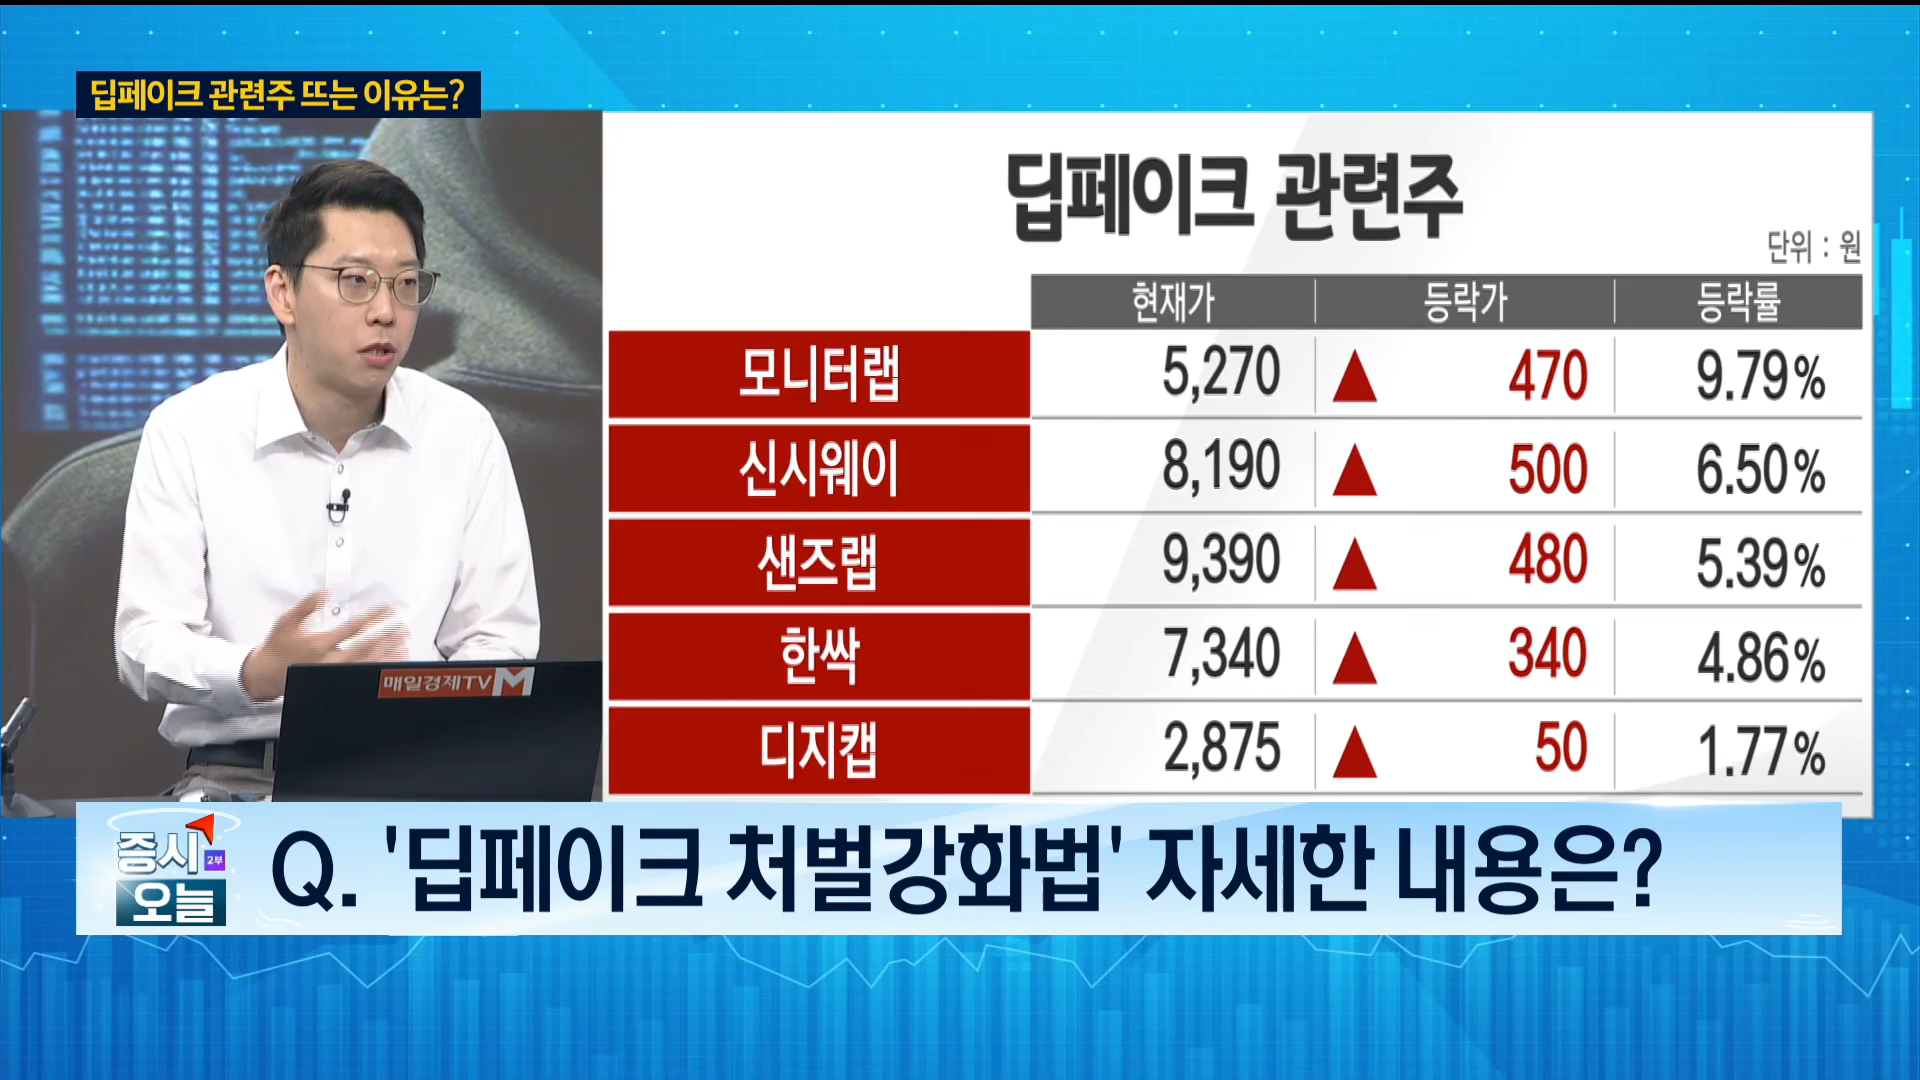 딥페이크 관련주 뜨는 이유는?
딥페이크 관련주
단위 : 원
현재가 등락가 등락률
모니터랩 5,270 ▲ 470 9.79%
신시웨이 8,190 ▲ 500 6.50%
샌즈랩 9,390 ▲ 480 5.39%
한싹 7,340 ▲ 340 4.86%
디지캡 2,875 ▲ 50 1.77%
매일경제TV M
증시 2부
오늘
Q. '딥페이크 처벌강화법' 자세한 내용은?